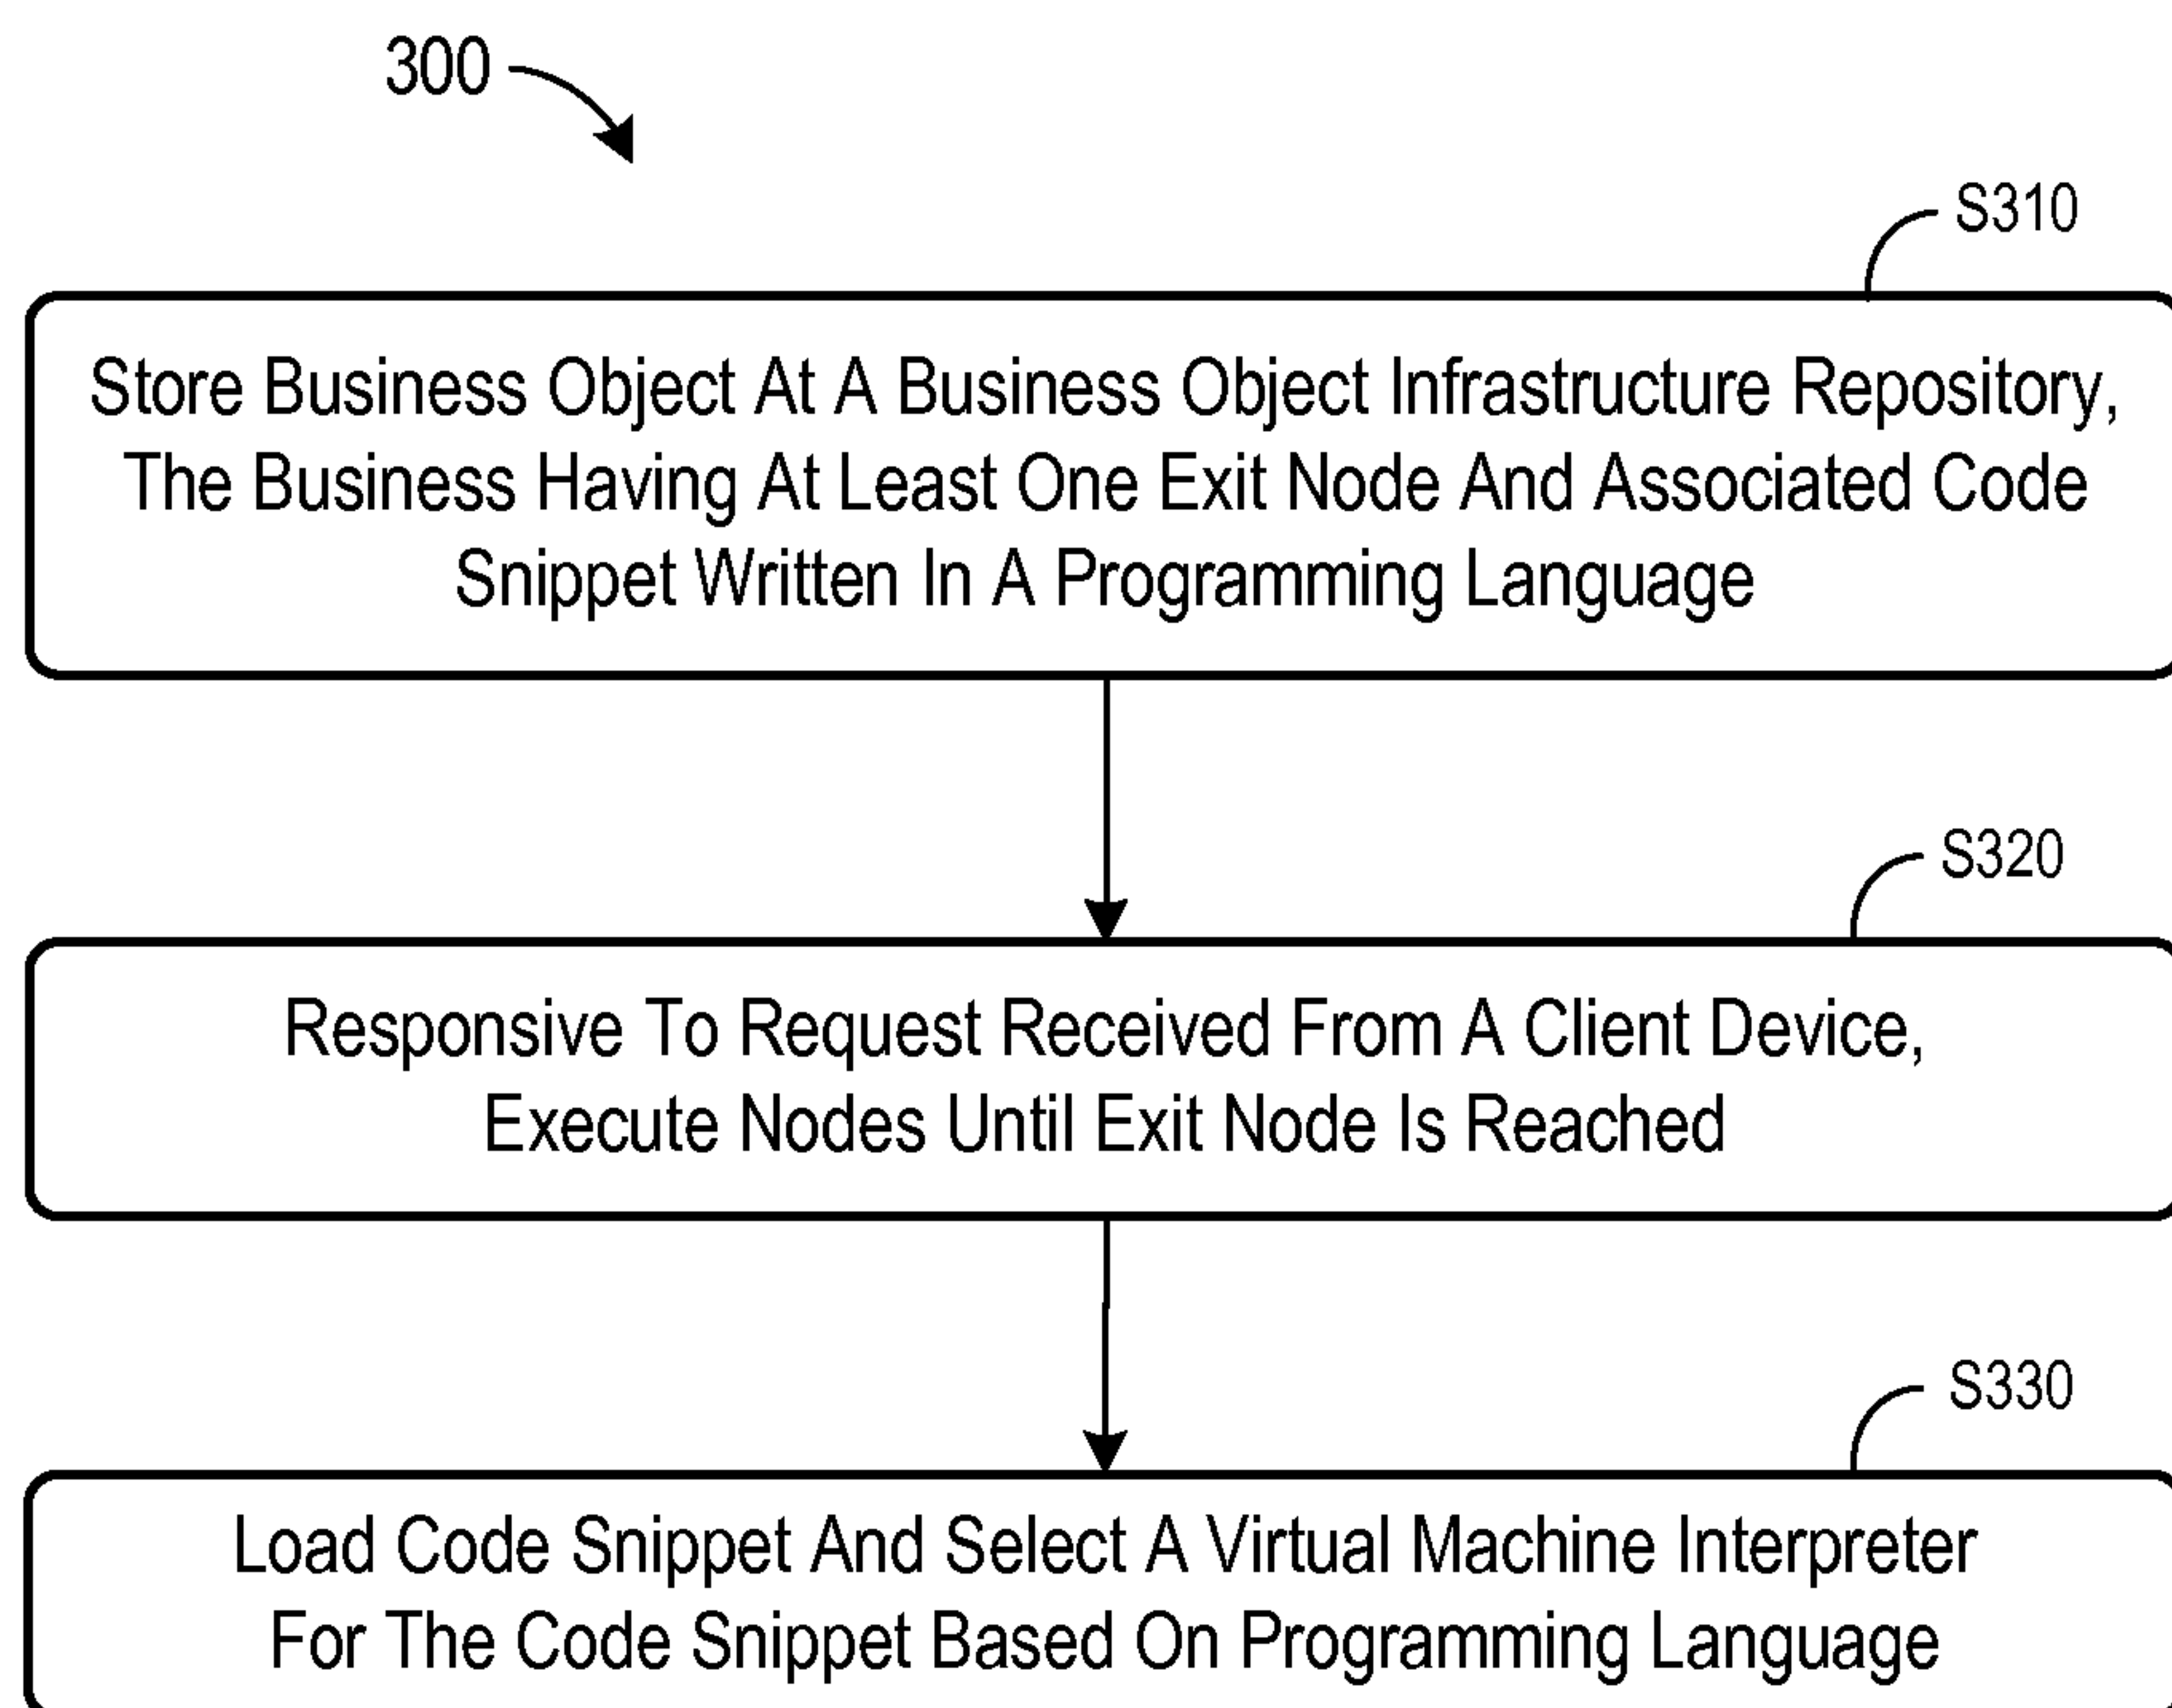 300
S310
Store Business Object At A Business Object Infrastructure Repository,
The Business Having At Least One Exit Node And Associated Code
Snippet Written In A Programming Language
S320
Responsive To Request Received From A Client Device,
Execute Nodes Until Exit Node Is Reached
S330
Load Code Snippet And Select A Virtual Machine Interpreter
For The Code Snippet Based On Programming Language